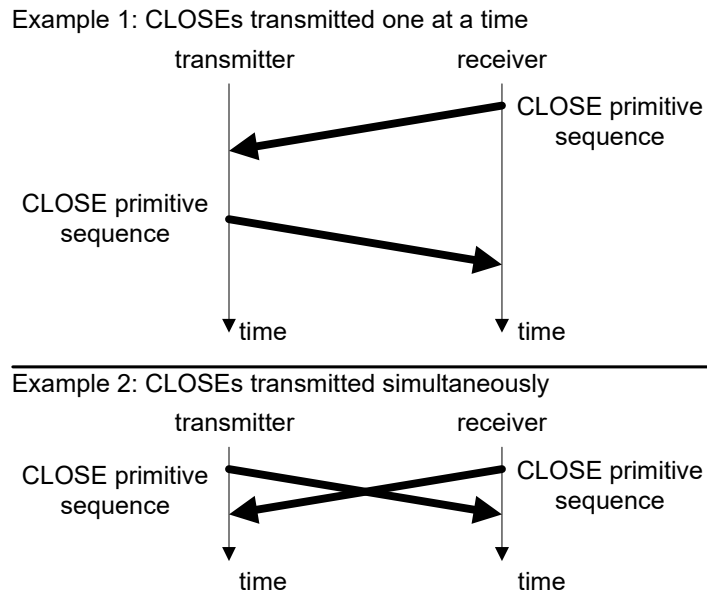 Example 1: CLOSEs transmitted one at a time
transmitter
receiver
CLOSE primitive
sequence
CLOSE primitive
sequence
time
time
Example 2: CLOSEs transmitted simultaneously
transmitter
receiver
CLOSE primitive
sequence
CLOSE primitive
sequence
time
time